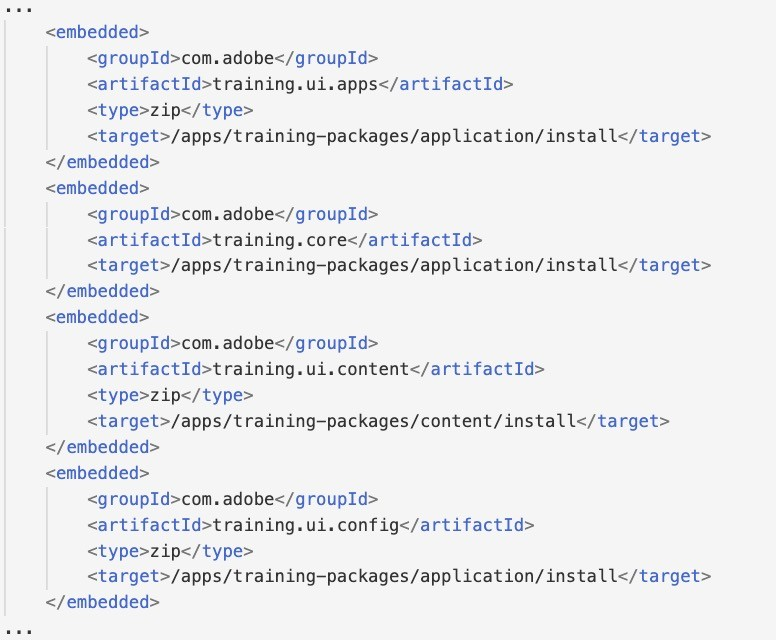 ...
<embedded>
<groupId>com.adobe</groupId>
<artifactId>training.ui.apps</artifactId>
<type>zip</type>
<target>/apps/training-packages/application/install</target>
</embedded>
<embedded>
<groupId>com.adobe</groupId>
<artifactId>training.core</artifactId>
<target>/apps/training-packages/application/install</target>
</embedded>
<embedded>
<groupId>com.adobe</groupId>
<artifactId>training.ui.content</artifactId>
<type>zip</type>
<target>/apps/training-packages/content/install</target>
</embedded>
<embedded>
<groupId>com.adobe</groupId>
<artifactId>training.ui.config</artifactId>
<type>zip</type>
<target>/apps/training-packages/application/install</target>
</embedded>
...